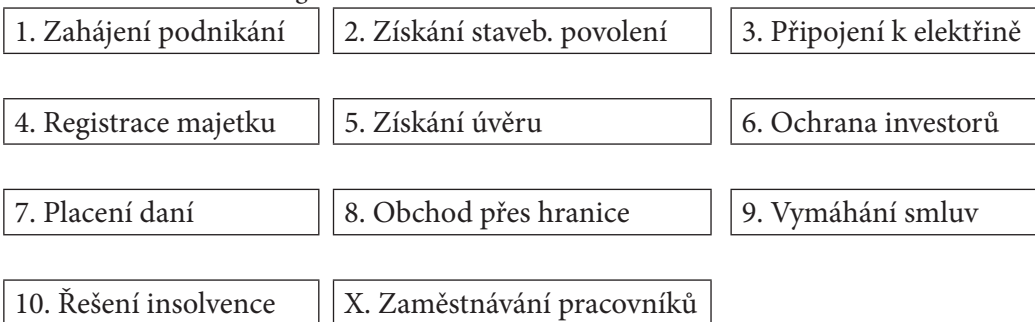 1. Zahájení podnikání
2. Získání staveb. povolení
3. Připojení k elektřině
4. Registrace majetku
5. Získání úvěru
6. Ochrana investorů
7. Placení daní
8. Obchod přes hranice
9. Vymáhání smluv
10. Řešení insolvence
X. Zaměstnávání pracovníků